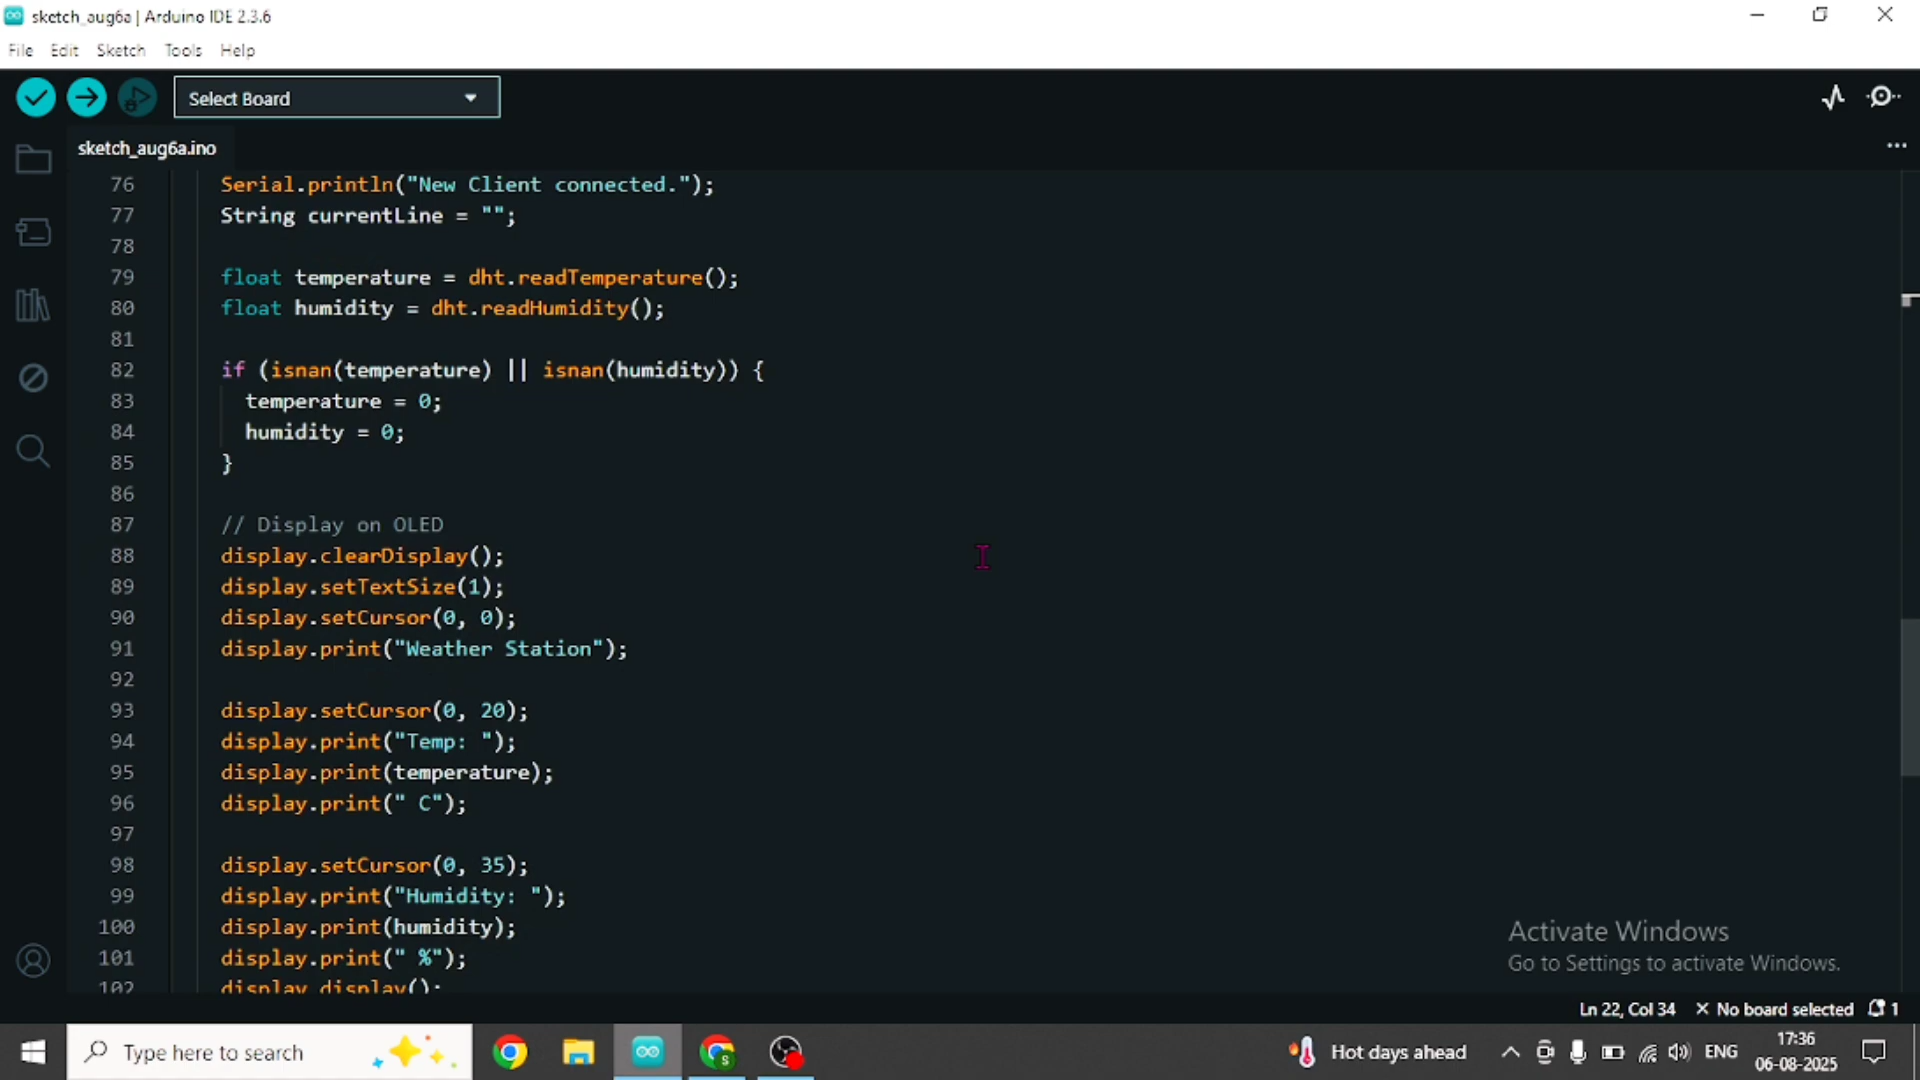 sketch_aug6a | Arduino IDE 2.3.6
File Edit Sketch Tools Help
Select Board
sketch_aug6a.ino
76 Serial.println("New Client connected.");
77 String currentLine = "";
78
79 float temperature = dht.readTemperature();
80 float humidity = dht.readHumidity();
81
82 if (isnan(temperature) || isnan(humidity)) {
83 temperature = 0;
84 humidity = 0;
85 }
86
87 // Display on OLED
88 display.clearDisplay();
89 display.setTextSize(1);
90 display.setCursor(0, 0);
91 display.print("Weather Station");
92
93 display.setCursor(0, 20);
94 display.print("Temp: ");
95 display.print(temperature);
96 display.print(" C");
97
98 display.setCursor(0, 35);
99 display.print("Humidity: ");
100 display.print(humidity);
101 display.print(" %");
102 display.display();
Activate Windows
Go to Settings to activate Windows.
Ln 22, Col 34 × No board selected 1
Type here to search
Hot days ahead
ENG
17:36
06-08-2025